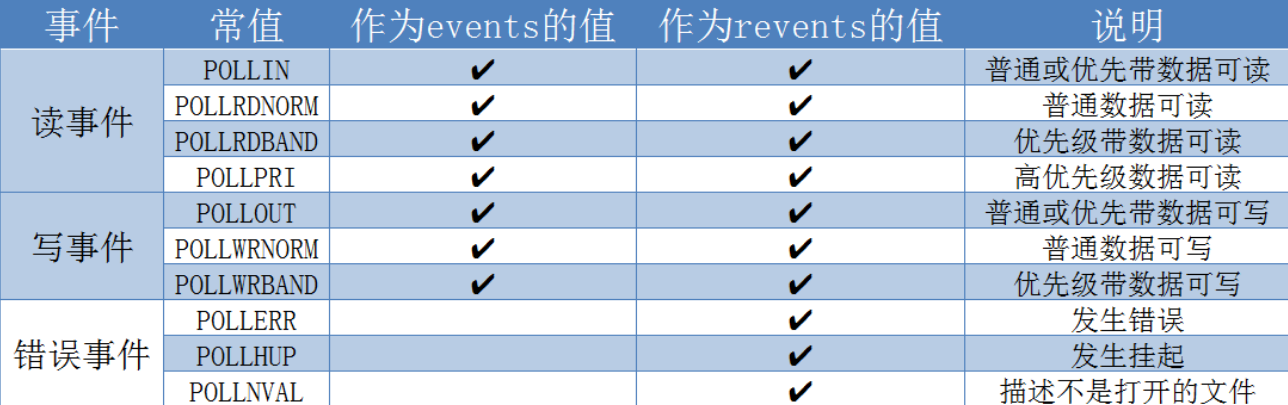 事件 常值 作为events的值 作为revents的值 说明
读事件 POLLIN ✔ ✔ 普通或优先带数据可读
POLLRDNORM ✔ ✔ 普通数据可读
POLLRDBAND ✔ ✔ 优先级带数据可读
POLLPRI ✔ ✔ 高优先级数据可读
写事件 POLLOUT ✔ ✔ 普通或优先带数据可写
POLLWRNORM ✔ ✔ 普通数据可写
POLLWRBAND ✔ ✔ 优先级带数据可写
错误事件 POLLERR ✔ 发生错误
POLLHUP ✔ 发生挂起
POLLNVAL ✔ 描述不是打开的文件